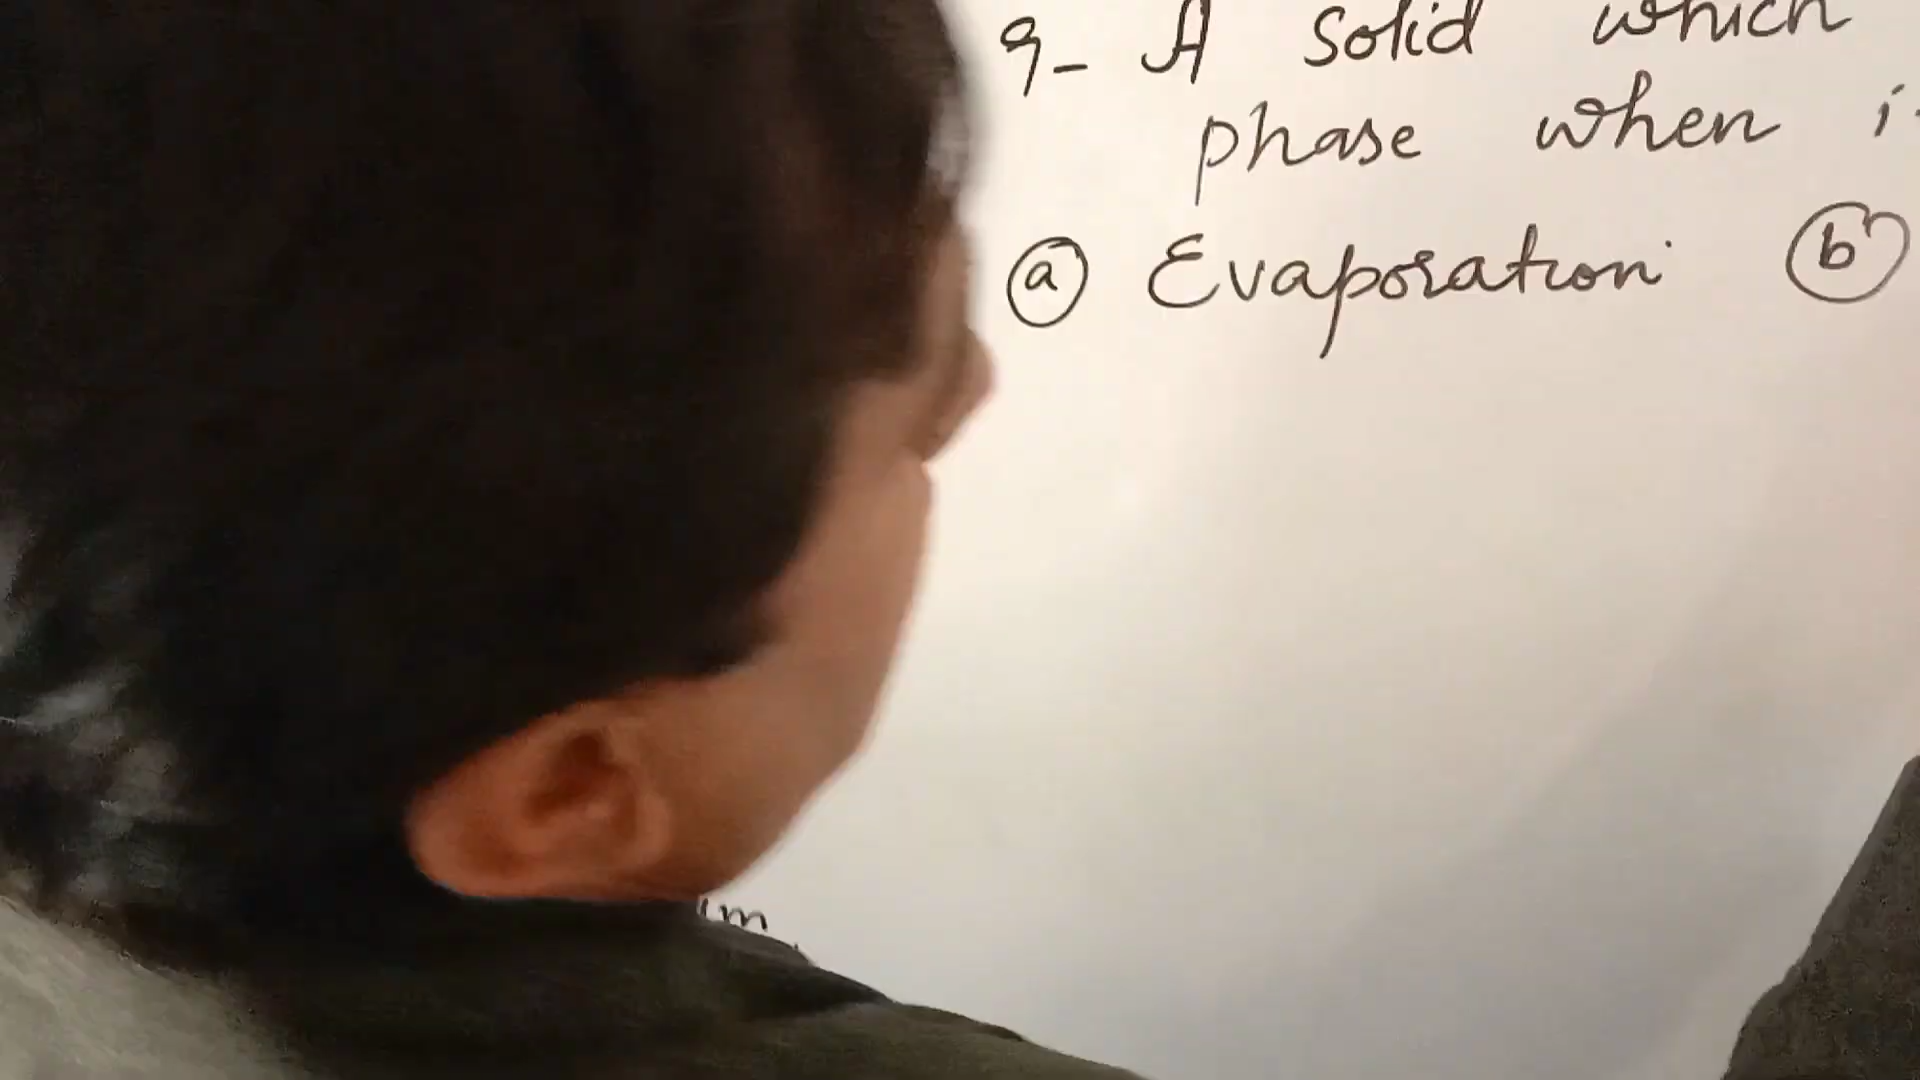 9- A Solid which
phase when
ⓐ Evaporation ⓑ